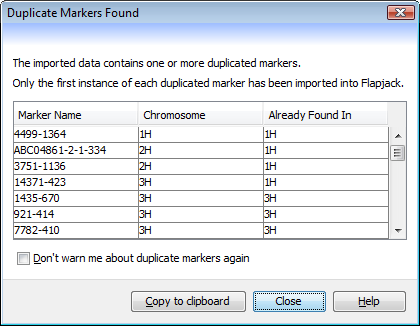 Duplicate Markers Found
The imported data contains one or more duplicated markers.
Only the first instance of each duplicated marker has been imported into Flapjack.
Marker Name Chromosome Already Found In
4499-1364 1H 1H
ABC04861-2-1-334 2H 1H
3751-1136 2H 1H
14371-423 1H 1H
1435-670 3H 3H
921-414 3H 3H
7782-410 3H 3H
Don't warn me about duplicate markers again
Copy to clipboard Close Help